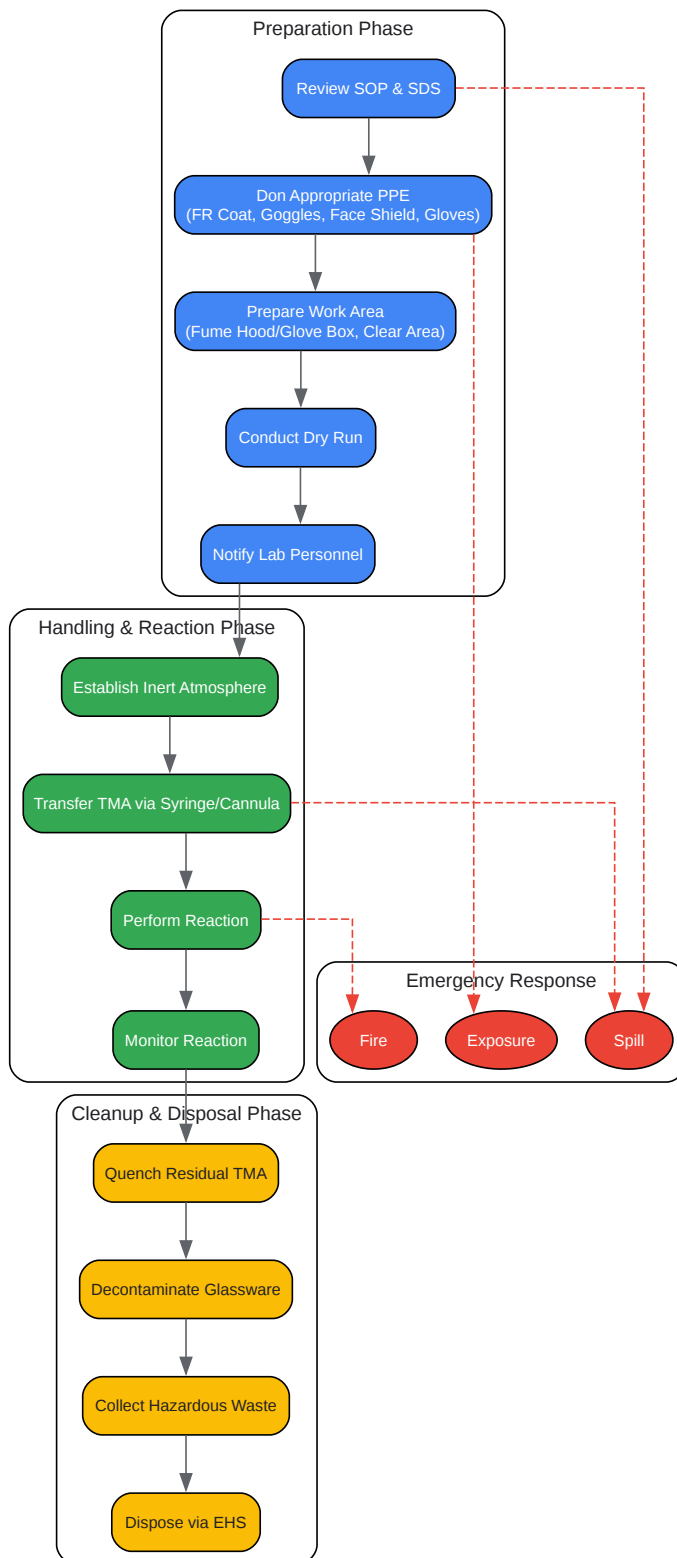 Preparation Phase
Review SOP & SDS
Don Appropriate PPE
(FR Coat, Goggles, Face Shield, Gloves)
Prepare Work Area
(Fume Hood/Glove Box, Clear Area)
Conduct Dry Run
Notify Lab Personnel
Handling & Reaction Phase
Establish Inert Atmosphere
Transfer TMA via Syringe/Cannula
Perform Reaction
Monitor Reaction
Emergency Response
Fire
Exposure
Spill
Cleanup & Disposal Phase
Quench Residual TMA
Decontaminate Glassware
Collect Hazardous Waste
Dispose via EHS